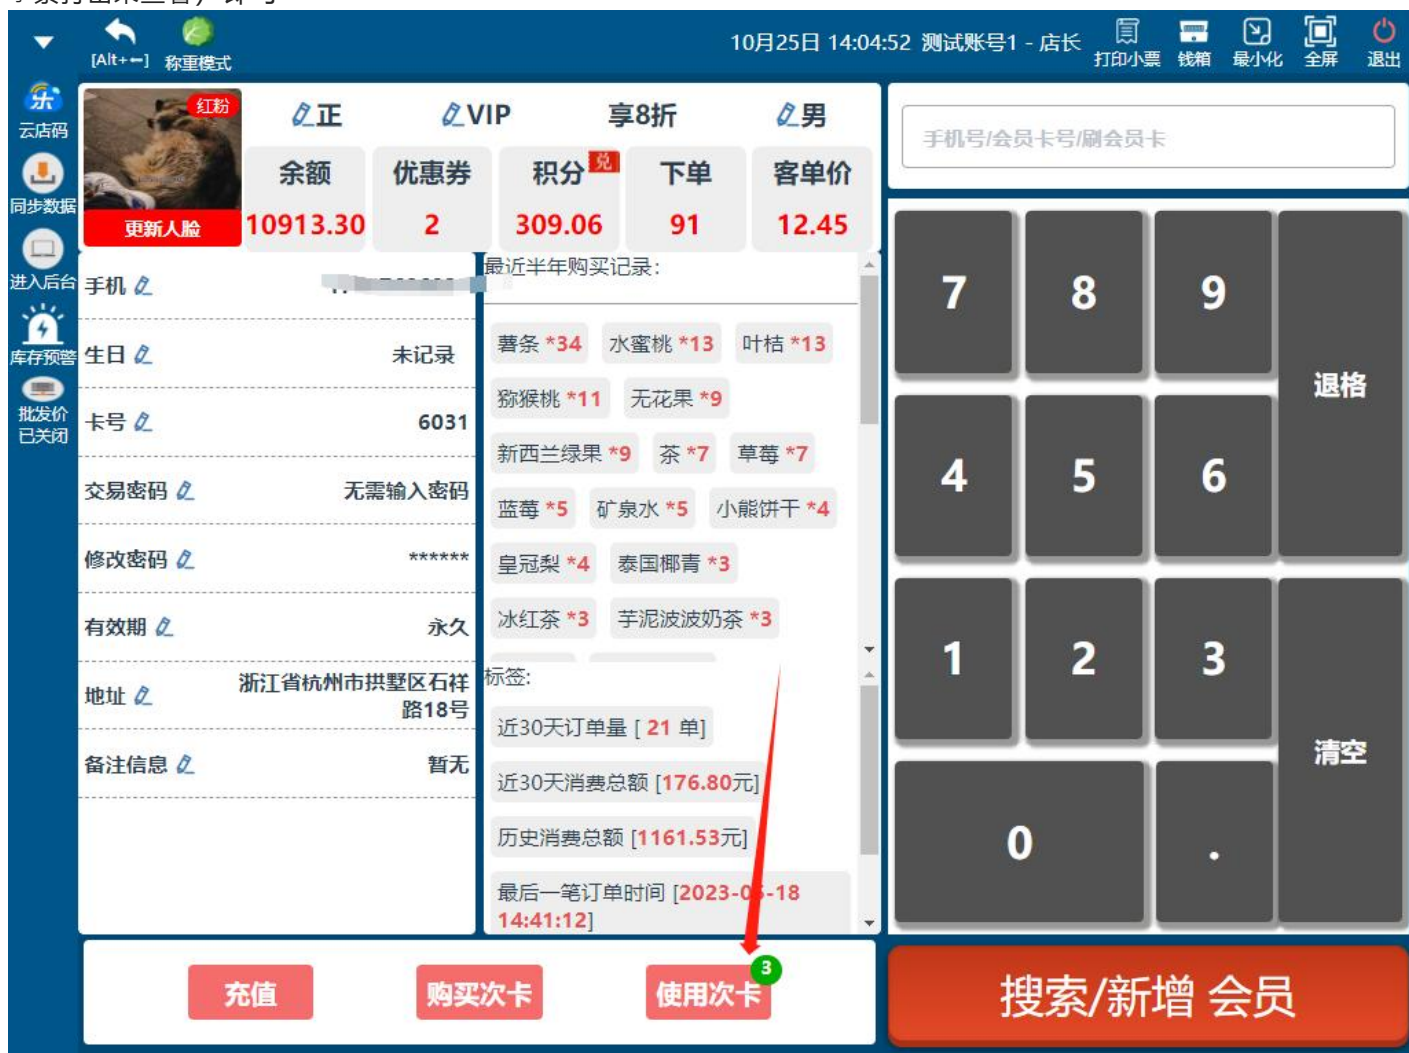 [Alt+←]
称重模式
10月25日 14:04:52 测试账号1 - 店长
打印小票
钱箱
最小化
全屏
退出
乐
云店码
同步数据
进入后台
库存预警
批发价
已关闭
红粉
更新人脸
正
VIP
享8折
男
余额
优惠券
积分
兑
下单
客单价
10913.30
2
309.06
91
12.45
手机
生日
未记录
卡号
6031
交易密码
无需输入密码
修改密码
******
有效期
永久
地址
浙江省杭州市拱墅区石祥
路18号
备注信息
暂无
最近半年购买记录:
薯条 *34 水蜜桃 *13 叶桔 *13
猕猴桃 *11 无花果 *9
新西兰绿果 *9 茶 *7 草莓 *7
蓝莓 *5 矿泉水 *5 小熊饼干 *4
皇冠梨 *4 泰国椰青 *3
冰红茶 *3 芋泥波波奶茶 *3
标签:
近30天订单量 [ 21 单]
近30天消费总额 [176.80元]
历史消费总额 [1161.53元]
最后一笔订单时间 [2023-05-18
14:41:12]
充值
购买次卡
使用次卡
3
手机号/会员卡号/刷会员卡
7
8
9
退格
4
5
6
1
2
3
清空
0
.
搜索/新增 会员